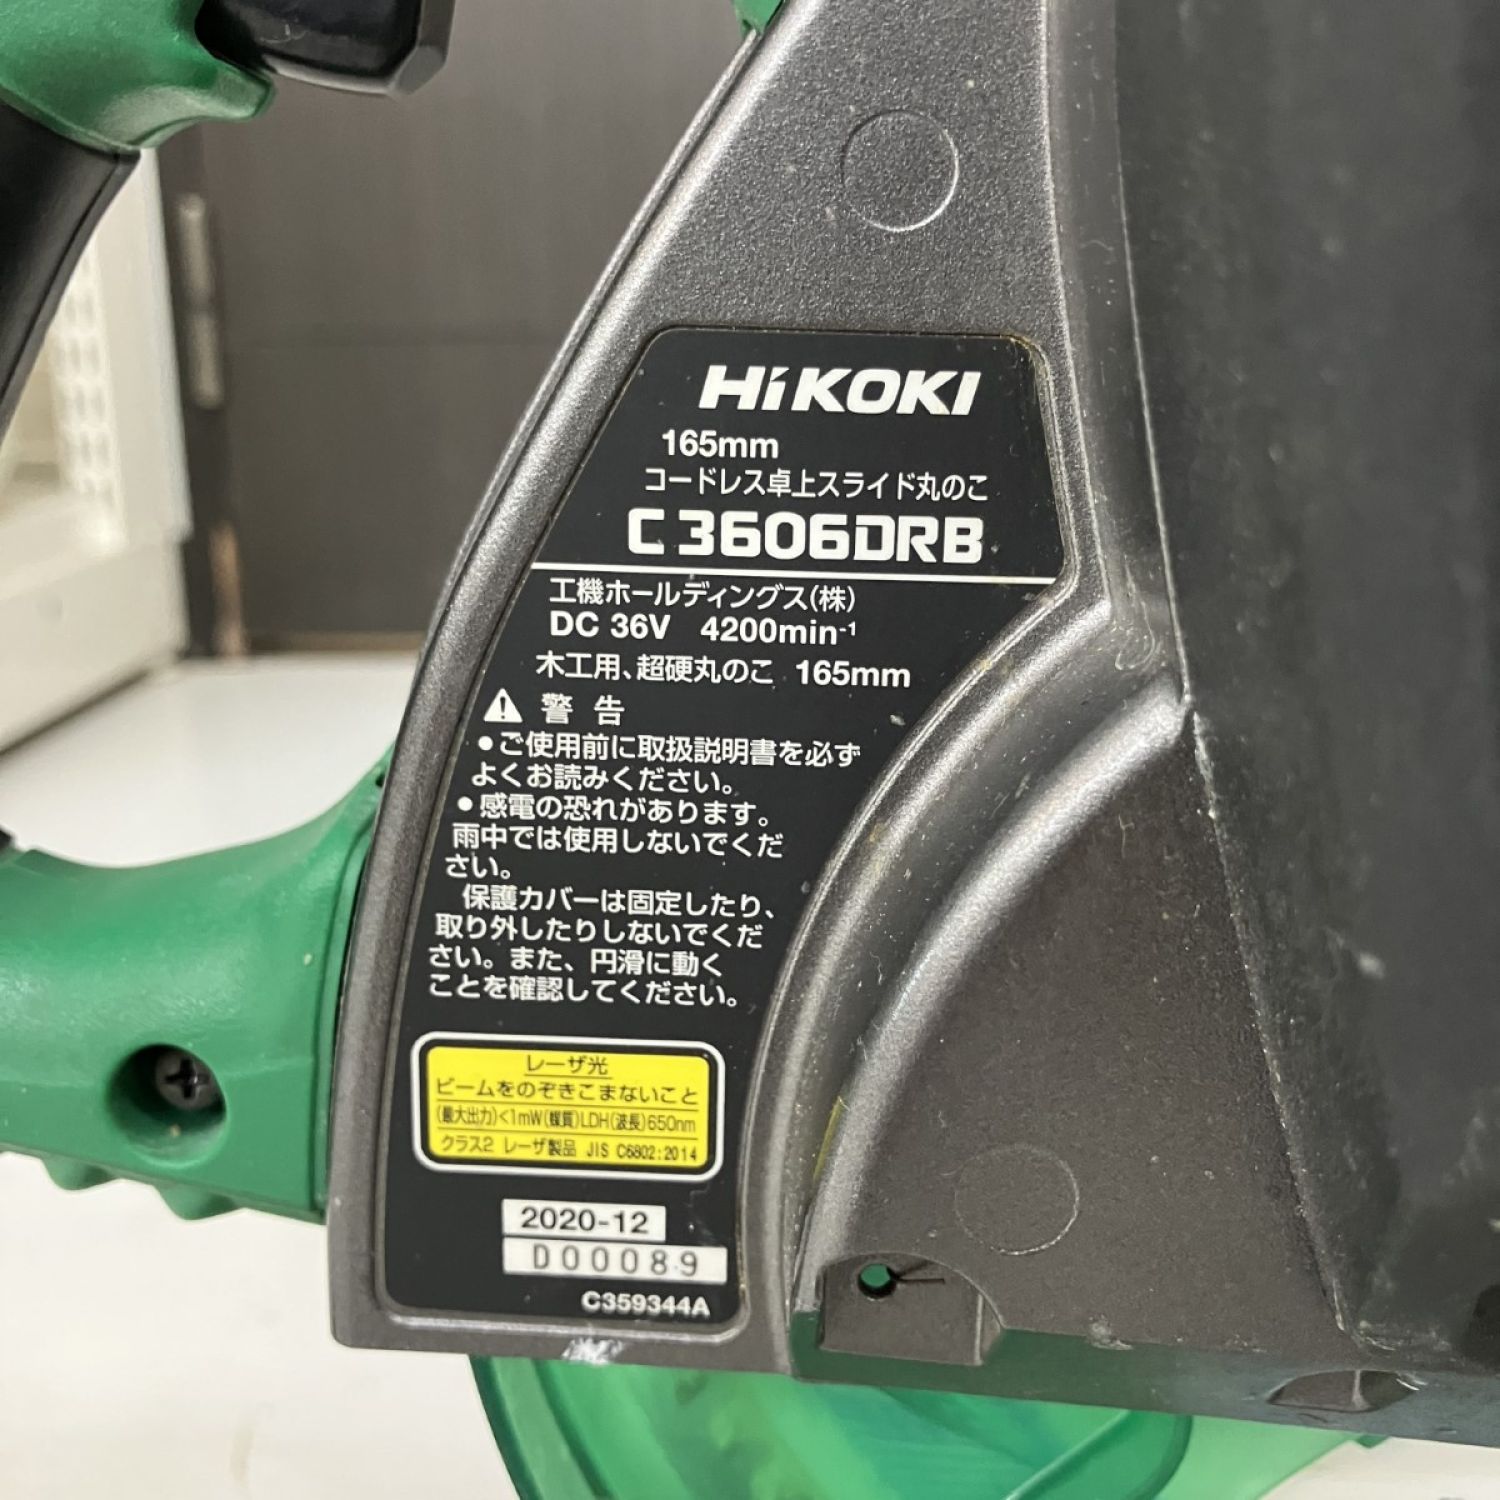 HiKOKI
165mm
コードレス卓上スライド丸のこ
C3606DRB
工機ホールディングス(株)
DC 36V 4200min⁻¹
木工用、超硬丸のこ 165mm
⚠ 警告
●ご使用前に取扱説明書を必ず
よくお読みください。
●感電の恐れがあります。
雨中では使用しないでくだ
さい。
保護カバーは固定したり、
取り外したりしないでくだ
さい。また、円滑に動く
ことを確認してください。
レーザ光
ビームをのぞきこまないこと
(最大出力)<1mW(媒質)LDH(波長)650nm
クラス2 レーザ製品 JIS C6802:2014
2020-12
D00089
C359344A